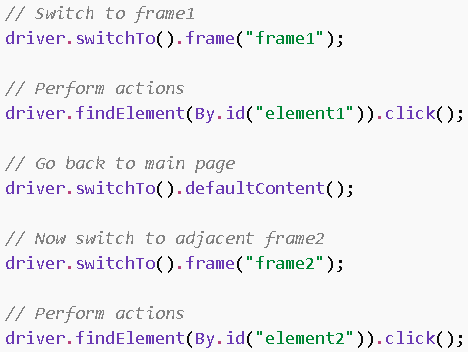 // Switch to frame1
driver.switchTo().frame("frame1");
// Perform actions
driver.findElement(By.id("element1")).click();
// Go back to main page
driver.switchTo().defaultContent();
// Now switch to adjacent frame2
driver.switchTo().frame("frame2");
// Perform actions
driver.findElement(By.id("element2")).click();